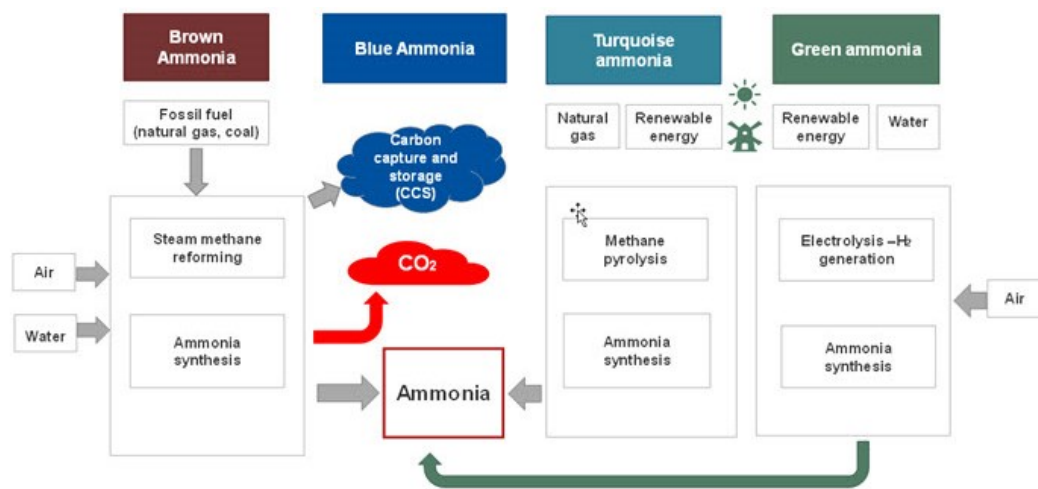 Brown
Ammonia
Blue Ammonia
Turquoise
ammonia
Green ammonia
Fossil fuel
(natural gas, coal)
Natural
gas
Renewable
energy
Renewable
energy
Water
Carbon
capture and
storage
(CCS)
Steam methane
reforming
Methane
pyrolysis
Electrolysis –H₂
generation
Air
CO₂
Air
Water
Ammonia
synthesis
Ammonia
Ammonia
synthesis
Ammonia
synthesis